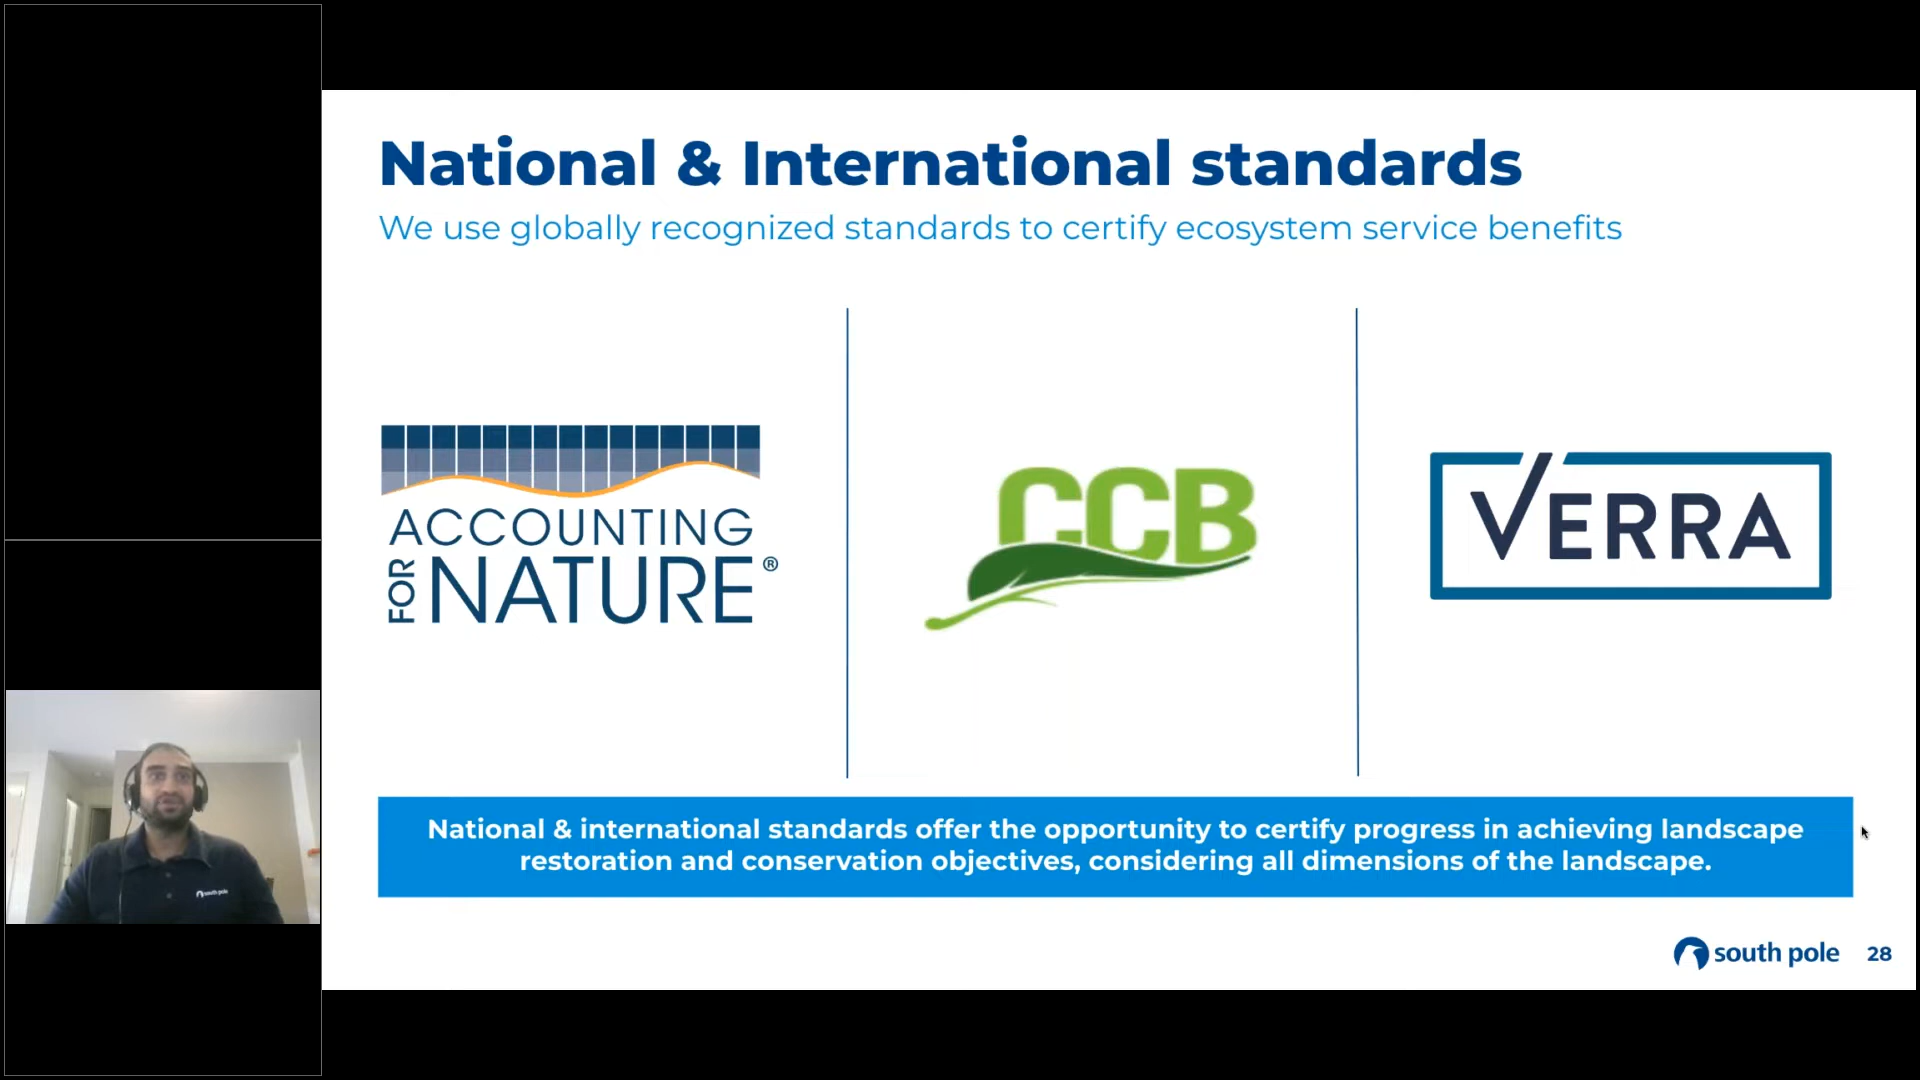 National & International standards
We use globally recognized standards to certify ecosystem service benefits
ACCOUNTING
FOR NATURE®
CCB
VERRA
National & international standards offer the opportunity to certify progress in achieving landscape
restoration and conservation objectives, considering all dimensions of the landscape.
south pole
south pole 28